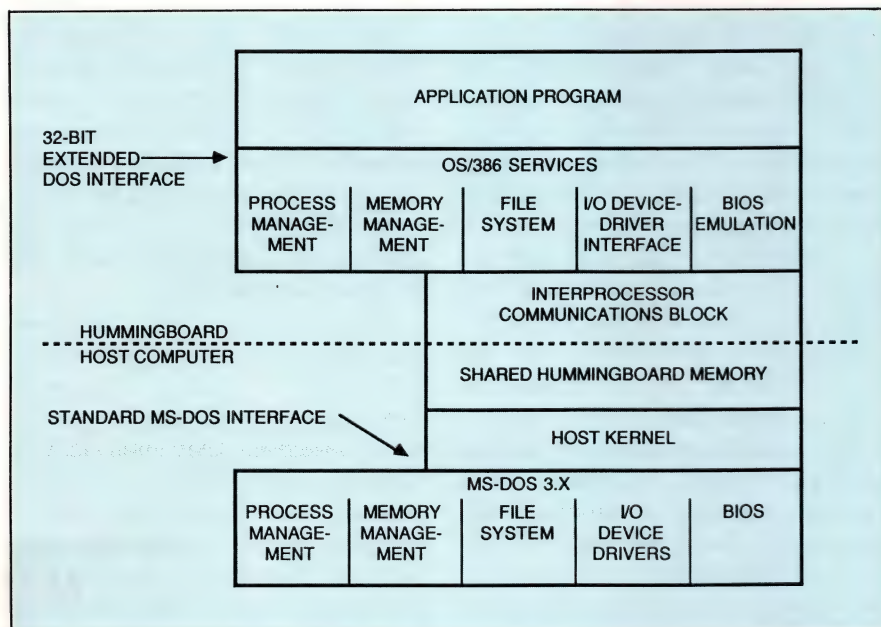 APPLICATION PROGRAM
32-BIT
EXTENDED
DOS INTERFACE
OS/386 SERVICES
PROCESS
MANAGE-
MENT
MEMORY
MANAGE-
MENT
FILE
SYSTEM
I/O DEVICE-
DRIVER
INTERFACE
BIOS
EMULATION
INTERPROCESSOR
COMMUNICATIONS BLOCK
HUMMINGBOARD
HOST COMPUTER
SHARED HUMMINGBOARD MEMORY
STANDARD MS-DOS INTERFACE
HOST KERNEL
MS-DOS 3.X
PROCESS
MANAGE-
MENT
MEMORY
MANAGE-
MENT
FILE
SYSTEM
I/O
DEVICE
DRIVERS
BIOS